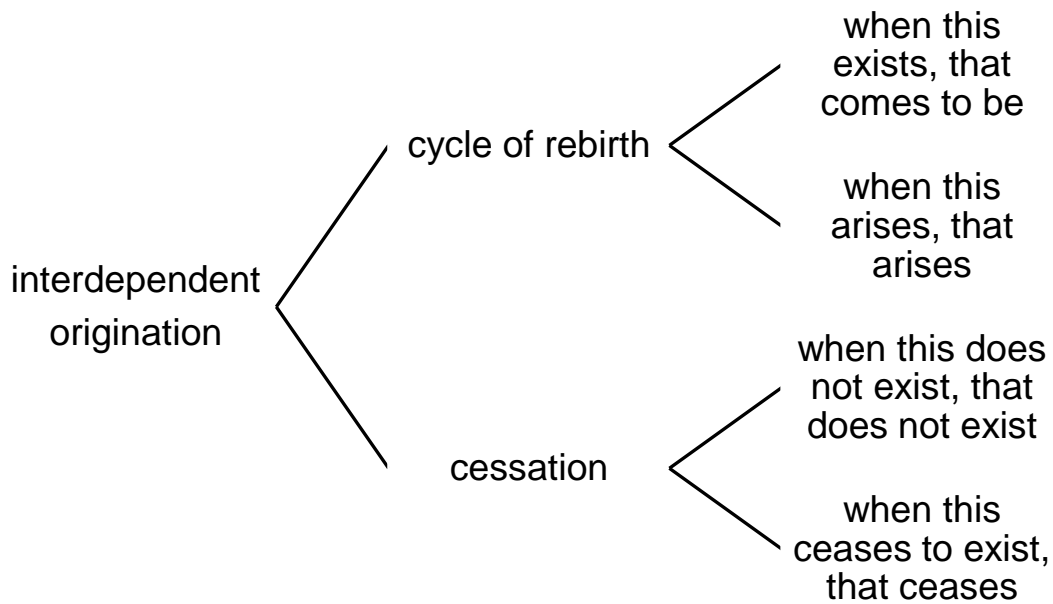 interdependent
origination
cycle of rebirth
when this
exists, that
comes to be
when this
arises, that
arises
cessation
when this does
not exist, that
does not exist
when this
ceases to exist,
that ceases